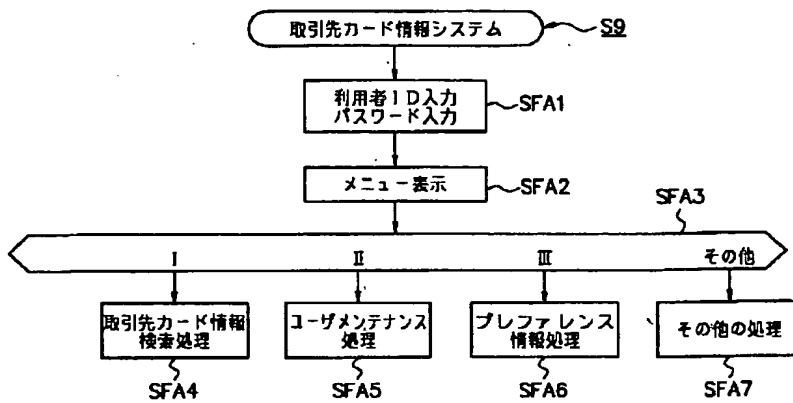 取引先カード情報システム
S9
利用者ID入力
パスワード入力
SFA1
メニュー表示
SFA2
SFA3
I
II
III
その他
取引先カード情報
検索処理
ユーザメンテナンス
処理
プレファレンス
情報処理
その他の処理
SFA4
SFA5
SFA6
SFA7